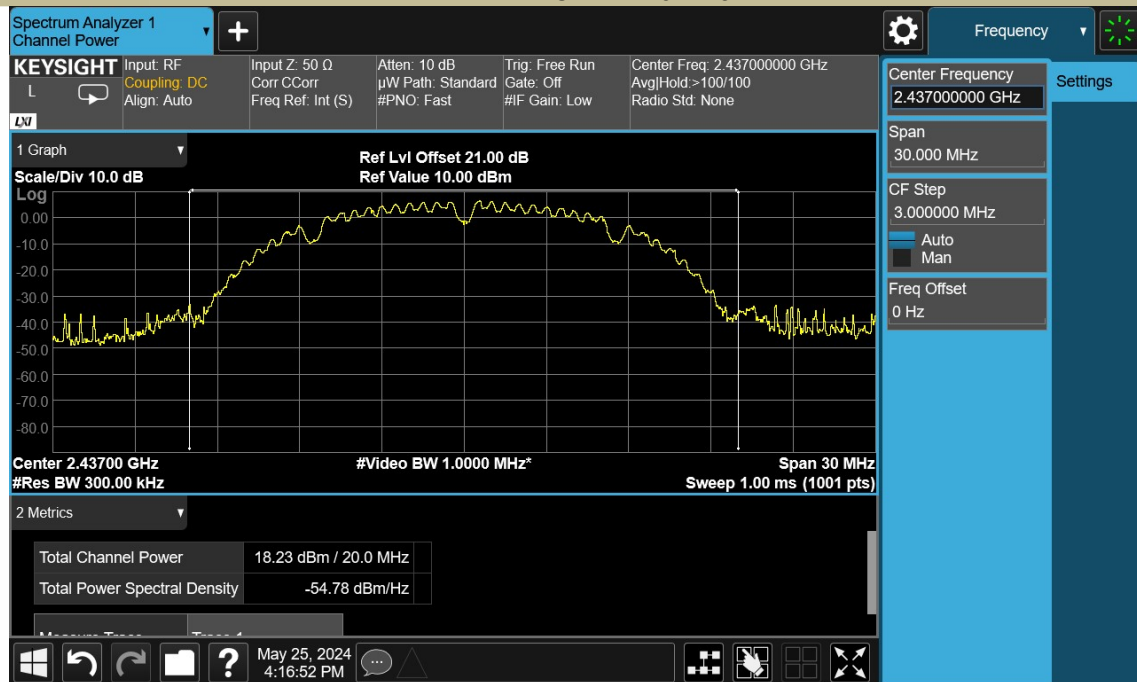 Spectrum Analyzer 1
Channel Power
Frequency
KEYSIGHT
L
LXI
Input: RF
Coupling: DC
Align: Auto
Input Z: 50 Ω
Corr CCorr
Freq Ref: Int (S)
Atten: 10 dB
µW Path: Standard
#PNO: Fast
Trig: Free Run
Gate: Off
#IF Gain: Low
Center Freq: 2.437000000 GHz
Avg|Hold:>100/100
Radio Std: None
Center Frequency
2.437000000 GHz
Settings
Span
30.000 MHz
CF Step
3.000000 MHz
Auto
Man
Freq Offset
0 Hz
1 Graph
Scale/Div 10.0 dB
Ref Lvl Offset 21.00 dB
Ref Value 10.00 dBm
Log
0.00
-10.0
-20.0
-30.0
-40.0
-50.0
-60.0
-70.0
-80.0
Center 2.43700 GHz
#Video BW 1.0000 MHz*
Span 30 MHz
#Res BW 300.00 kHz
Sweep 1.00 ms (1001 pts)
2 Metrics
Total Channel Power 18.23 dBm / 20.0 MHz
Total Power Spectral Density -54.78 dBm/Hz
?
May 25, 2024
4:16:52 PM